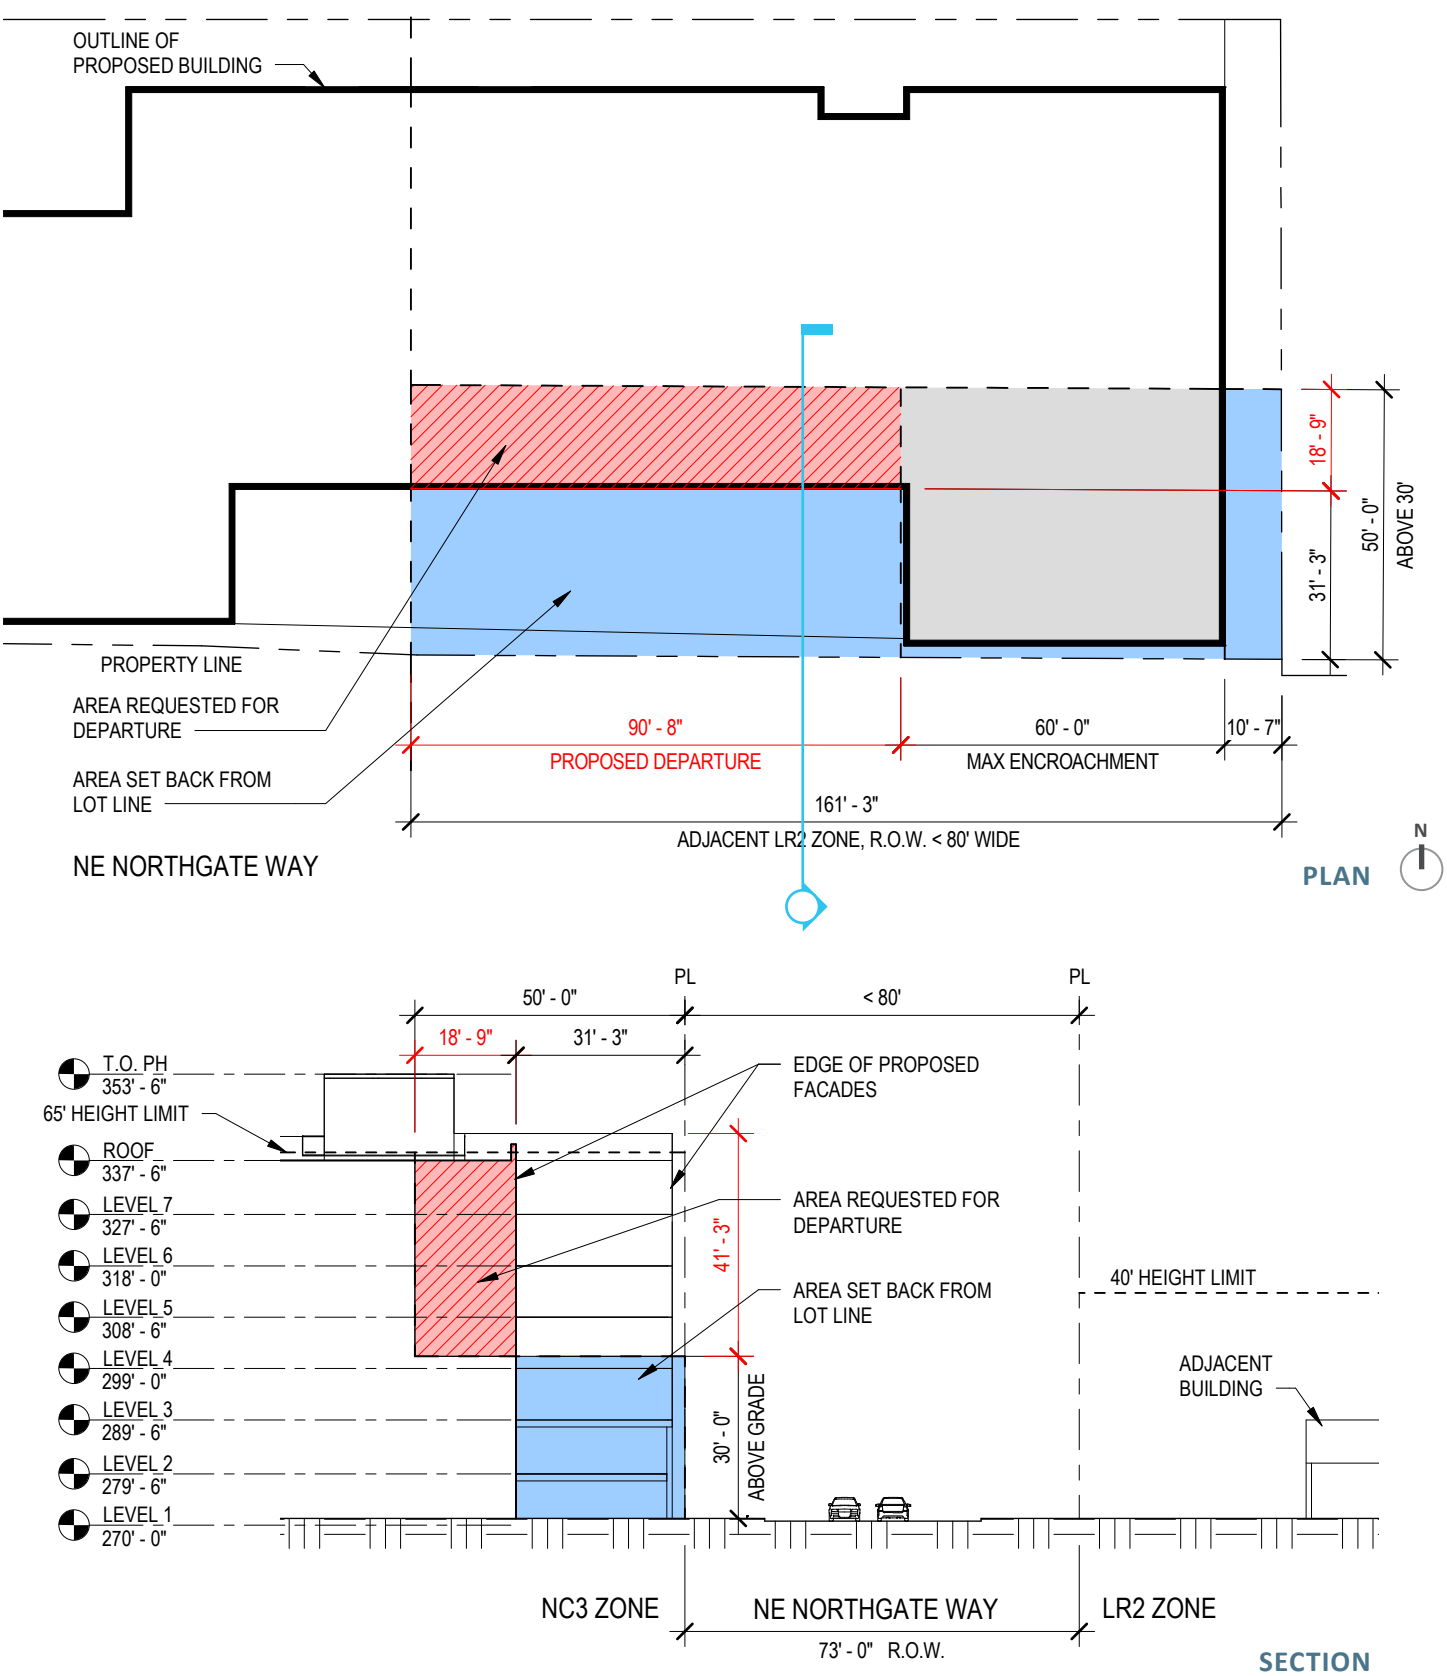 OUTLINE OF
PROPOSED BUILDING
18' - 9"
50' - 0"
ABOVE 30'
31' - 3"
PROPERTY LINE
AREA REQUESTED FOR
DEPARTURE
AREA SET BACK FROM
LOT LINE
90' - 8"
PROPOSED DEPARTURE
60' - 0"
MAX ENCROACHMENT
10' - 7"
161' - 3"
ADJACENT LR2 ZONE, R.O.W. < 80' WIDE
NE NORTHGATE WAY
N
PLAN
PL
PL
50' - 0"
< 80'
18' - 9"
31' - 3"
T.O. PH
353' - 6"
65' HEIGHT LIMIT
ROOF
337' - 6"
LEVEL 7
327' - 6"
LEVEL 6
318' - 0"
LEVEL 5
308' - 6"
LEVEL 4
299' - 0"
LEVEL 3
289' - 6"
LEVEL 2
279' - 6"
LEVEL 1
270' - 0"
EDGE OF PROPOSED
FACADES
AREA REQUESTED FOR
DEPARTURE
41' - 3"
AREA SET BACK FROM
LOT LINE
30' - 0"
ABOVE GRADE
40' HEIGHT LIMIT
ADJACENT
BUILDING
NC3 ZONE
NE NORTHGATE WAY
LR2 ZONE
73' - 0" R.O.W.
SECTION